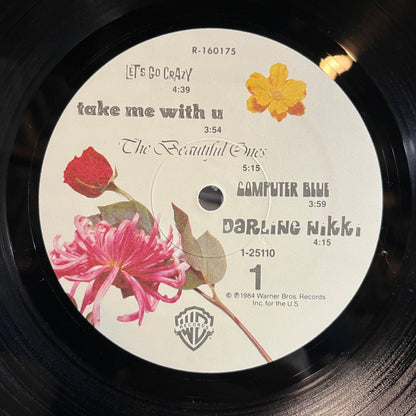 R-160175
LET'S GO CRAZY
4:39
take me with u
3:54
The Beautiful Ones
5:15
COMPUTER BLUE
3:59
DARLING NIKKI
4:15
1-25110
1
© ℗1984 Warner Bros. Records
Inc. for the U.S.
WB
RECORDS